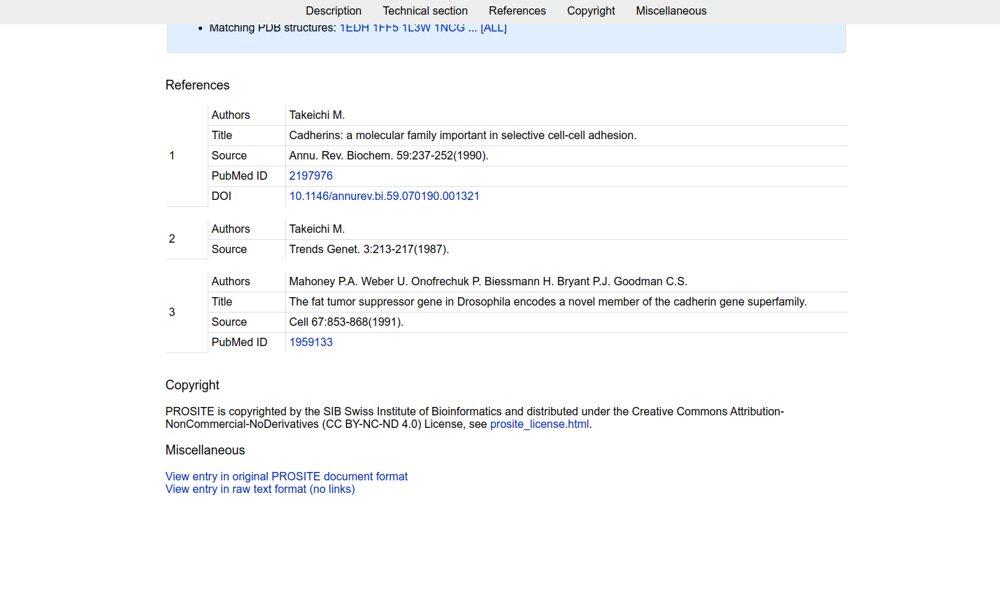 Description Technical section References Copyright Miscellaneous
• Matching PDB structures: 1EDH 1FF5 1L3W 1NCG ... [ALL]
References
1
Authors Takeichi M.
Title Cadherins: a molecular family important in selective cell-cell adhesion.
Source Annu. Rev. Biochem. 59:237-252(1990).
PubMed ID 2197976
DOI 10.1146/annurev.bi.59.070190.001321
2
Authors Takeichi M.
Source Trends Genet. 3:213-217(1987).
3
Authors Mahoney P.A. Weber U. Onofrechuk P. Biessmann H. Bryant P.J. Goodman C.S.
Title The fat tumor suppressor gene in Drosophila encodes a novel member of the cadherin gene superfamily.
Source Cell 67:853-868(1991).
PubMed ID 1959133
Copyright
PROSITE is copyrighted by the SIB Swiss Institute of Bioinformatics and distributed under the Creative Commons Attribution-
NonCommercial-NoDerivatives (CC BY-NC-ND 4.0) License, see prosite_license.html.
Miscellaneous
View entry in original PROSITE document format
View entry in raw text format (no links)